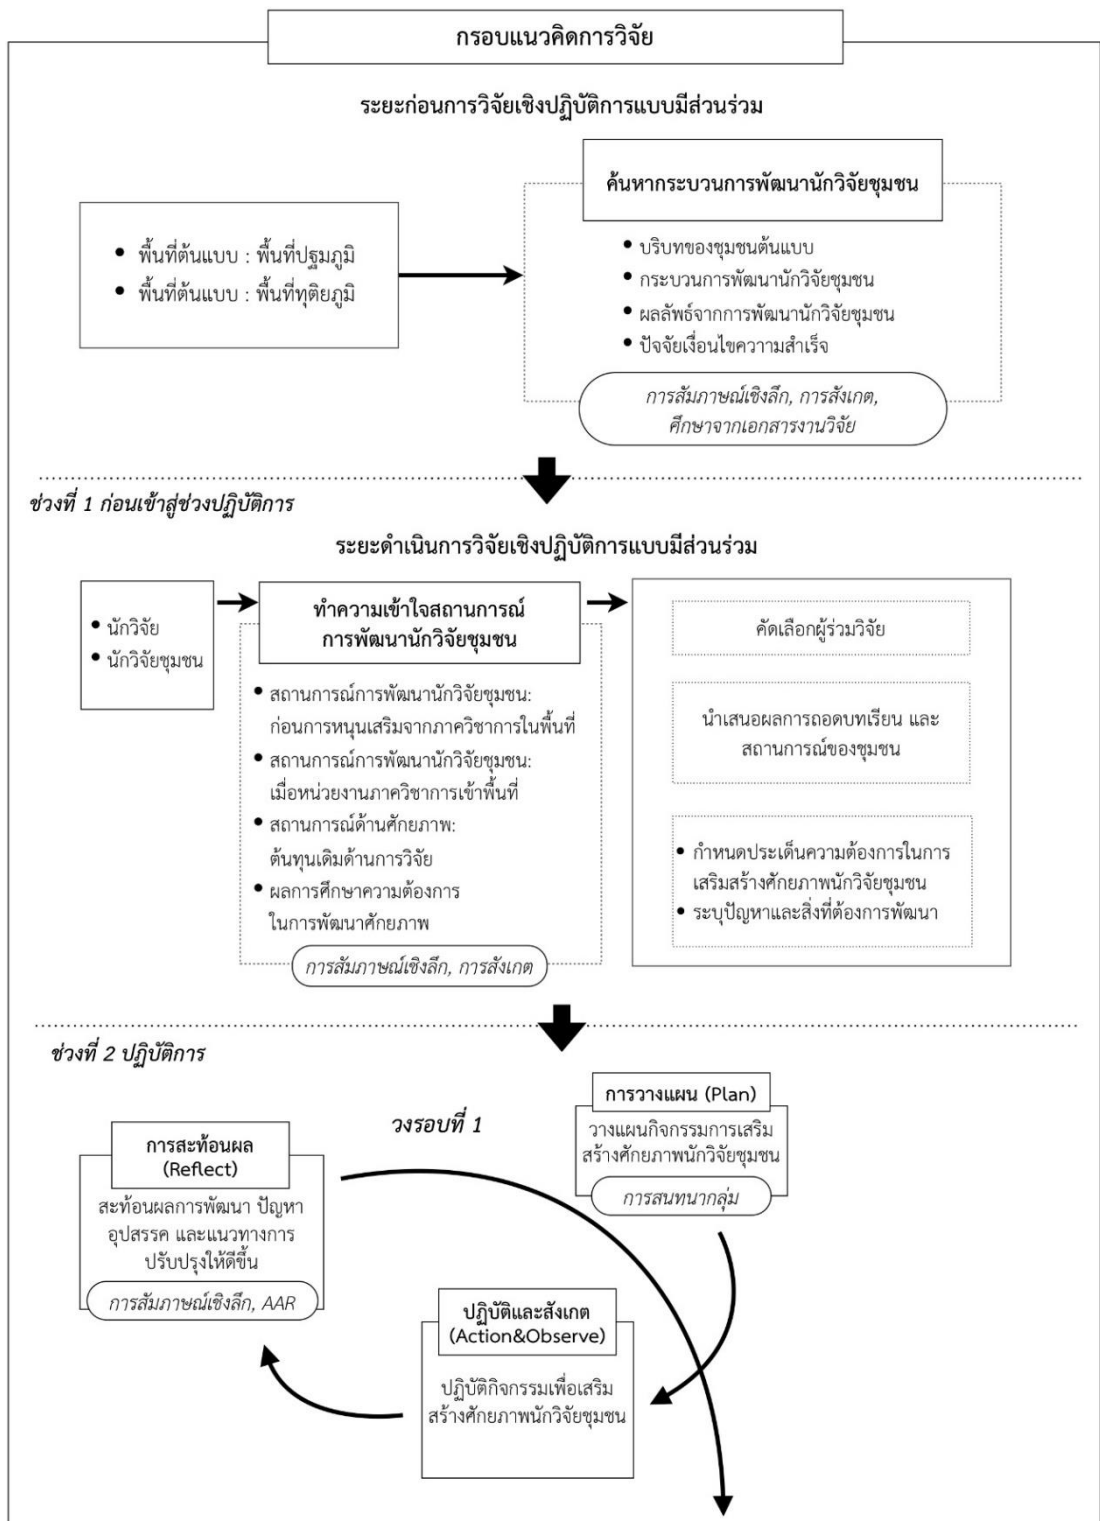 กรอบแนวคิดการวิจัย
ระยะก่อนการวิจัยเชิงปฏิบัติการแบบมีส่วนร่วม
• พื้นที่ต้นแบบ : พื้นที่ปฐมภูมิ
• พื้นที่ต้นแบบ : พื้นที่ทุติยภูมิ
ค้นหากระบวนการพัฒนานักวิจัยชุมชน
• บริบทของชุมชนต้นแบบ
• กระบวนการพัฒนานักวิจัยชุมชน
• ผลลัพธ์จากการพัฒนานักวิจัยชุมชน
• ปัจจัยเงื่อนไขความาสำเร็จ
การสัมภาษณ์เชิงลึก, การสังเกต,
ศึกษาจากเอกสารงานวิจัย
ช่วงที่ 1 ก่อนเข้าสู่ช่วงปฏิบัติการ
ระยะดำเนินการวิจัยเชิงปฏิบัติการแบบมีส่วนร่วม
• นักวิจัย
• นักวิจัยชุมชน
ทำความเข้าใจสถานการณ์
การพัฒนานักวิจัยชุมชน
• สถานการณ์การพัฒนานักวิจัยชุมชน:
ก่อนการหนุนเสริมจากภาควิชาการในพื้นที่
• สถานการณ์การพัฒนานักวิจัยชุมชน:
เมื่อหน่วยงานภาควิชาการเข้าพื้นที่
• สถานการณ์ด้านศักยภาพ:
ต้นทุนเดิมด้านการวิจัย
• ผลการศึกษาความต้องการ
ในการพัฒนาศักยภาพ
การสัมภาษณ์เชิงลึก, การสังเกต
คัดเลือกผู้ร่วมวิจัย
นำเสนอผลการถอดบทเรียน และ
สถานการณ์ของชุมชน
• กำหนดประเด็นความต้องการในการ
เสริมสร้างศักยภาพนักวิจัยชุมชน
• ระบุปัญหาและสิ่งที่ต้องการพัฒนา
ช่วงที่ 2 ปฏิบัติการ
วงรอบที่ 1
การวางแผน (Plan)
วางแผนกิจกรรมการเสริม
สร้างศักยภาพนักวิจัยชุมชน
การสนทนากลุ่ม
ปฏิบัติและสังเกต
(Action&Observe)
ปฏิบัติกิจกรรมเพื่อเสริม
สร้างศักยภาพนักวิจัยชุมชน
การสะท้อนผล
(Reflect)
สะท้อนผลการพัฒนา ปัญหา
อุปสรรค และแนวทางการ
ปรับปรุงให้ดีขึ้น
การสัมภาษณ์เชิงลึก, AAR